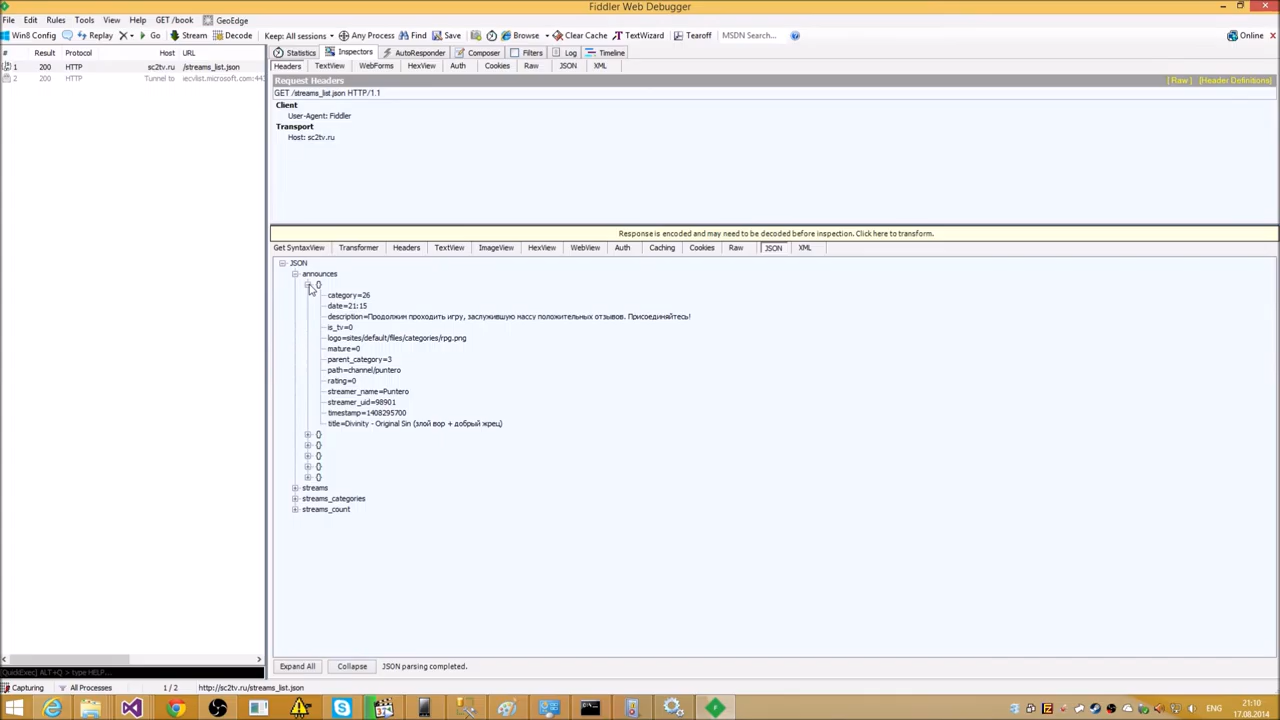 Fiddler Web Debugger
File Edit Rules Tools View Help GET /book GeoEdge
Win8 Config Replay Go Stream Decode Keep: All sessions Any Process Find Save Browse Clear Cache TextWizard Tearoff MSDN Search... Online
# Result Protocol Host URL
1 200 HTTP sc2tv.ru /streams_list.json
2 200 HTTP Tunnel to iecvlist.microsoft.com:443
Statistics Inspectors AutoResponder Composer Filters Log Timeline
Headers TextView WebForms HexView Auth Cookies Raw JSON XML
Request Headers [ Raw ] [Header Definitions]
GET /streams_list.json HTTP/1.1
Client
User-Agent: Fiddler
Transport
Host: sc2tv.ru
Response is encoded and may need to be decoded before inspection. Click here to transform.
Get SyntaxView Transformer Headers TextView ImageView HexView WebView Auth Caching Cookies Raw JSON XML
JSON
announces
{}
category=26
date=21:15
description=Продолжим проходить игру, заслужившую массу положительных отзывов. Присоединяйтесь!
is_tv=0
logo=sites/default/files/categories/rpg.png
mature=0
parent_category=3
path=channel/puntero
rating=0
streamer_name=Puntero
streamer_uid=98901
timestamp=1408295700
title=Divinity - Original Sin (злой вор + добрый жрец)
{}
{}
{}
{}
{}
streams
streams_categories
streams_count
Expand All Collapse JSON parsing completed.
[QuickExec] ALT+Q > type HELP...
Capturing All Processes 1 / 2 http://sc2tv.ru/streams_list.json
ENG 21:10
17.08.2014